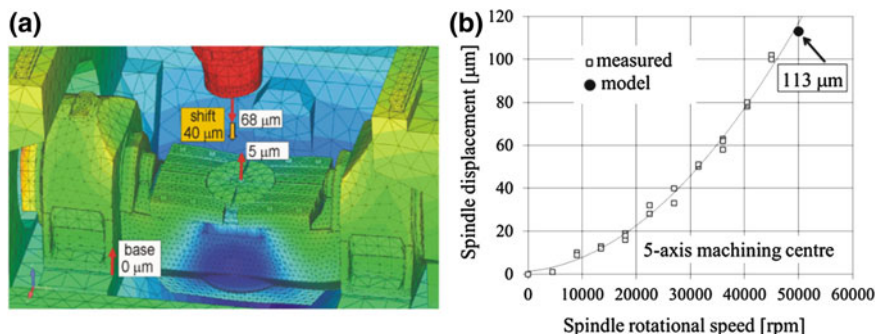 (a)
shift
40 μm
68 μm
5 μm
base
0 μm
(b)
Spindle displacement [μm]
120
100
80
60
40
20
0
□ measured
● model
113 μm
5-axis machining centre
0
10000
20000
30000
40000
50000
60000
Spindle rotational speed [rpm]